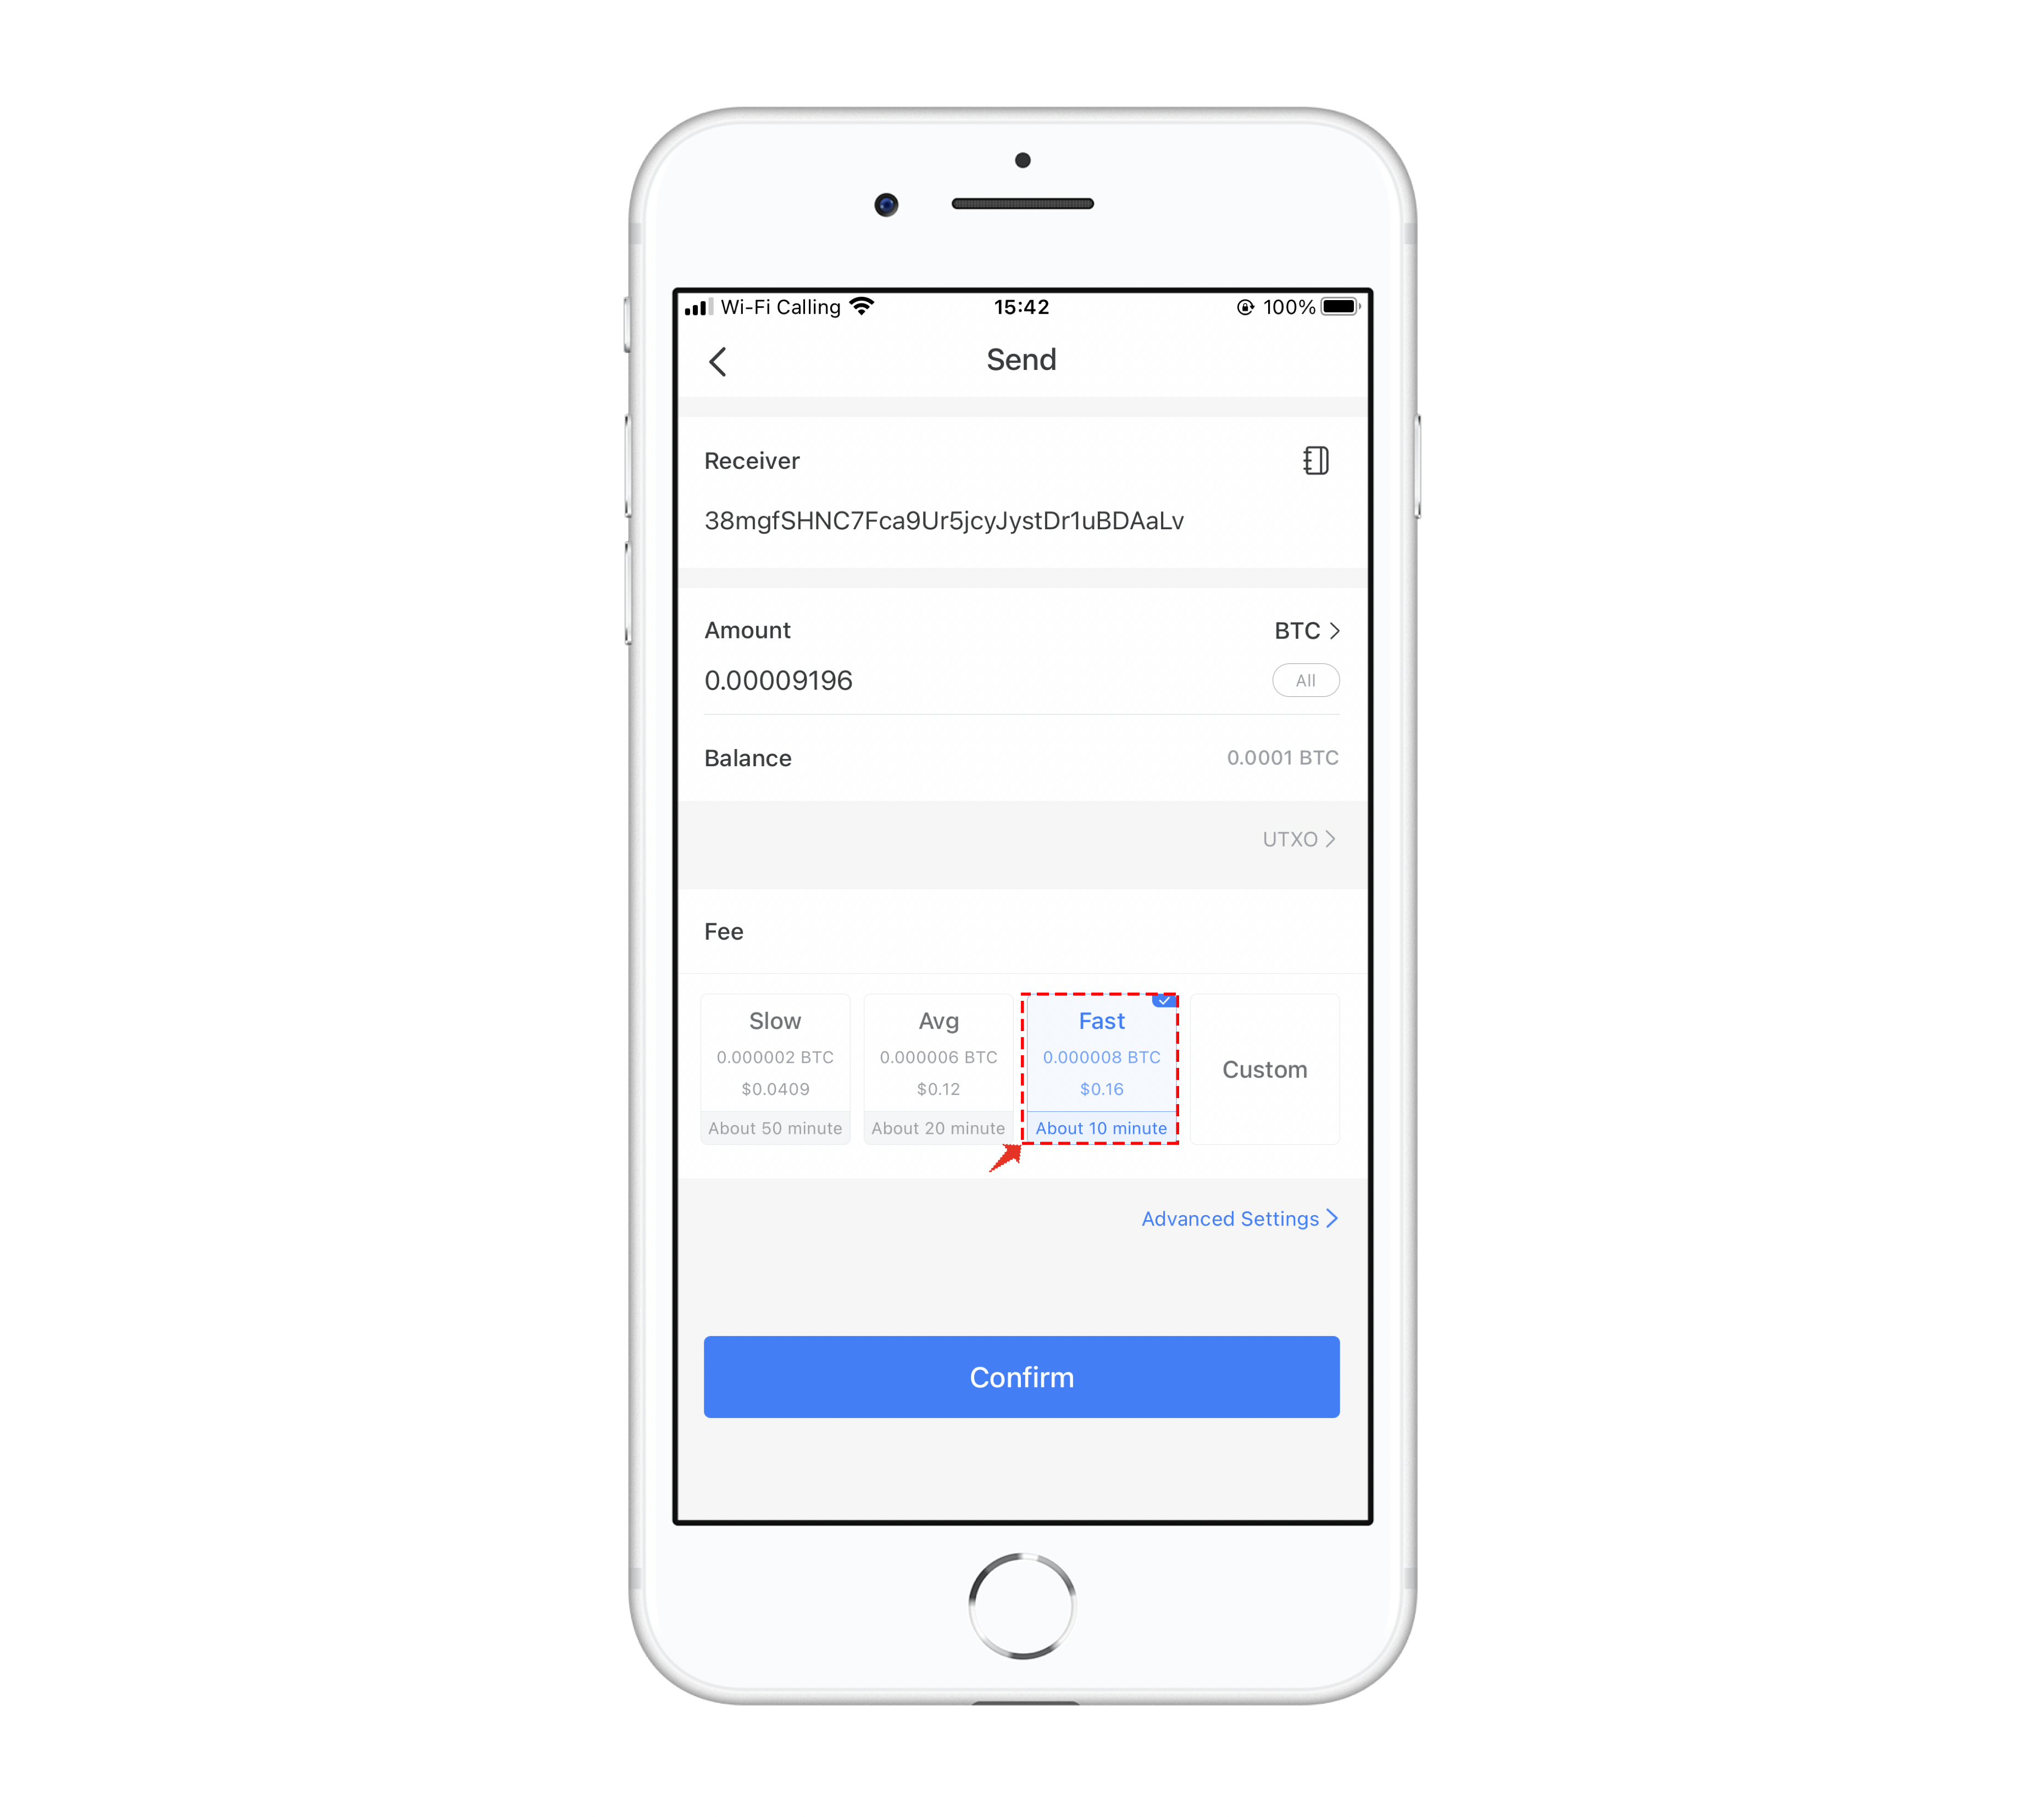 Wi-Fi Calling 15:42 100%
Send
Receiver
38mgfSHNC7Fca9Ur5jcyJystDr1uBDAaLv
Amount BTC
0.00009196 All
Balance 0.0001 BTC
UTXO
Fee
Slow Avg Fast
0.000002 BTC 0.000006 BTC 0.000008 BTC
Custom
$0.0409 $0.12 $0.16
About 50 minute About 20 minute About 10 minute
Advanced Settings
Confirm